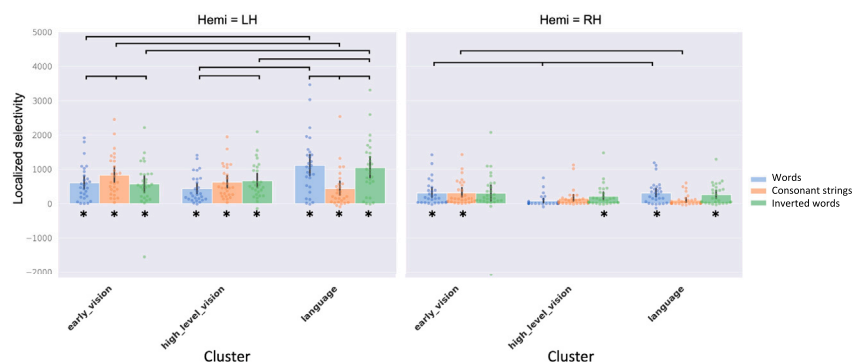 Hemi = LH
Hemi = RH
Localized selectivity
5000
4000
3000
2000
1000
0
−1000
−2000
* * * * * * * * *
* * * * *
early_vision
high_level_vision
language
early_vision
high_level_vision
language
Cluster
Cluster
Words
Consonant strings
Inverted words